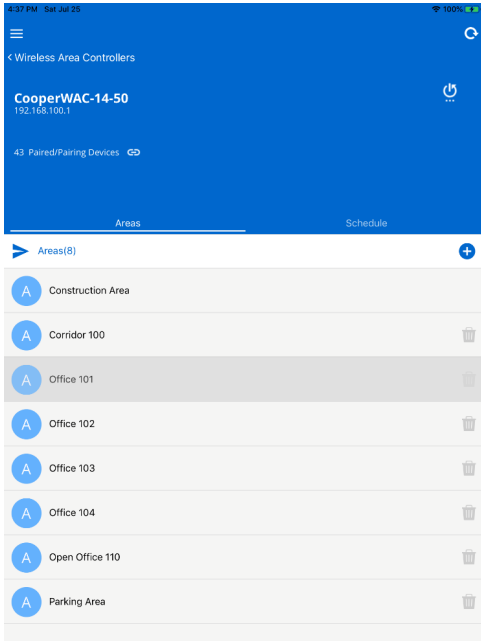 4:37 PM Sat Jul 25 100%
< Wireless Area Controllers
CooperWAC-14-50
192.168.100.1
43 Paired/Pairing Devices
Areas Schedule
Areas(8)
A Construction Area
A Corridor 100
A Office 101
A Office 102
A Office 103
A Office 104
A Open Office 110
A Parking Area